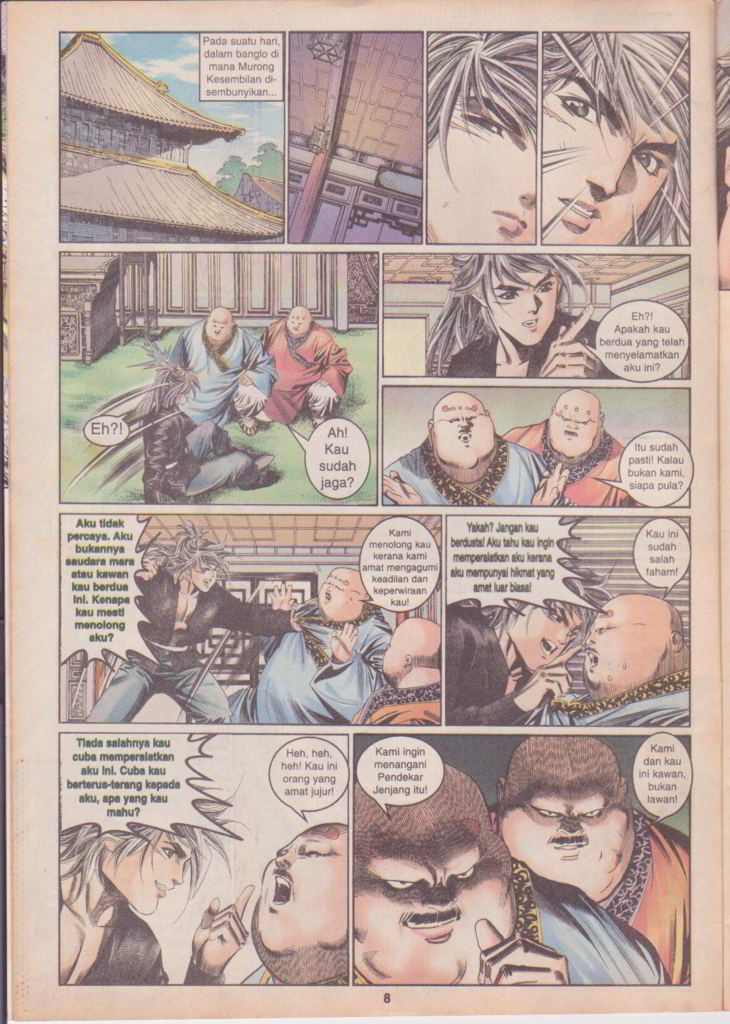 Pada suatu hari,
dalam banglo di
mana Murong
Kesembilan di-
sembunyikan...
Eh?!
Ah!
Kau
sudah
jaga?
Eh?!
Apakah kau
berdua yang telah
menyelamatkan
aku ini?
Itu sudah
pasti! Kalau
bukan kami,
siapa pula?
Aku tidak
percaya. Aku
bukannya
saudara mara
atau kawan
kau berdua
ini. Kenapa
kau mesti
menolong
aku?
Kami
menolong kau
kerana kami
amat mengagumi
keadilan dan
keperwiraan
kau!
Yakah? Jangan kau
berdusta! Aku tahu kau ingin
memperalatkan aku kerana
aku mempunyai hikmat yang
amat luar biasa!
Kau ini
sudah
salah
faham!
Tiada salahnya kau
cuba memperalatkan
aku ini. Cuba kau
berterus-terang kepada
aku, apa yang kau
mahu?
Heh, heh,
heh! Kau ini
orang yang
amat jujur!
Kami ingin
menangani
Pendekar
Jenjang itu!
Kami
dan kau
ini kawan,
bukan
lawan!
8